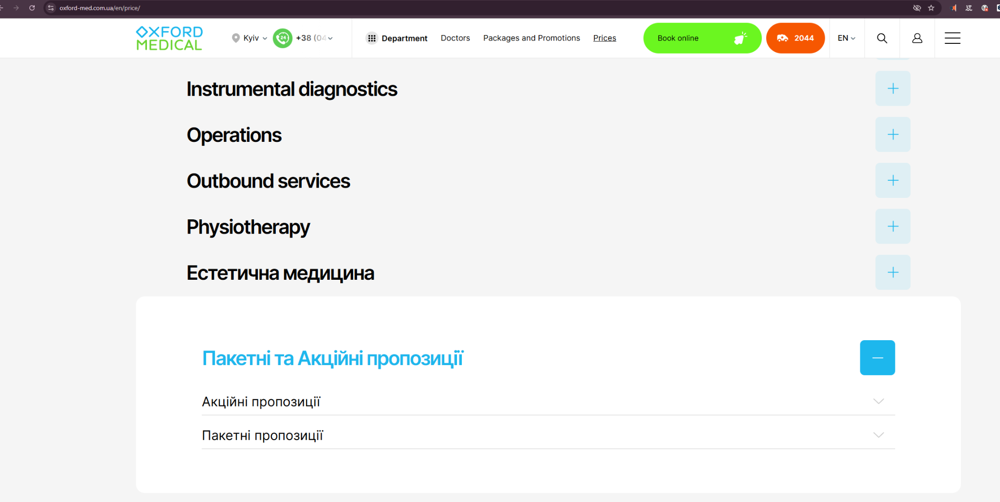 oxford-med.com.ua/en/price/
OXFORD
MEDICAL
Kyiv
24
+38 (04
Department
Doctors
Packages and Promotions
Prices
Book online
2044
EN
Instrumental diagnostics
Operations
Outbound services
Physiotherapy
Естетична медицина
Пакетні та Акційні пропозиції
Акційні пропозиції
Пакетні пропозиції